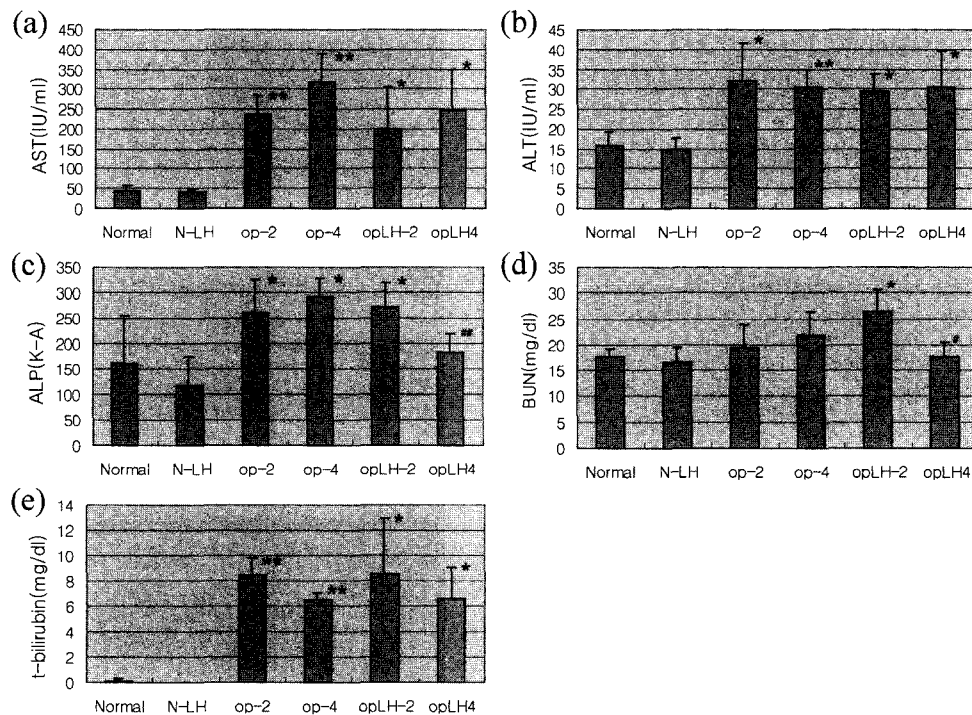 (a)
AST(IU/ml)
450
400
350
300
250
200
150
100
50
0
** ** * *
Normal N-LH op-2 op-4 opLH-2 opLH4
(b)
ALT(IU/ml)
45
40
35
30
25
20
15
10
5
0
* ** * *
Normal N-LH op-2 op-4 opLH-2 opLH4
(c)
ALP(K-A)
350
300
250
200
150
100
50
0
* * * ##
Normal N-LH op-2 op-4 opLH-2 opLH4
(d)
BUN(mg/dl)
35
30
25
20
15
10
5
0
* #
Normal N-LH op-2 op-4 opLH-2 opLH4
(e)
t-bilirubin(mg/dl)
14
12
10
8
6
4
2
0
** ** * *
Normal N-LH op-2 op-4 opLH-2 opLH4